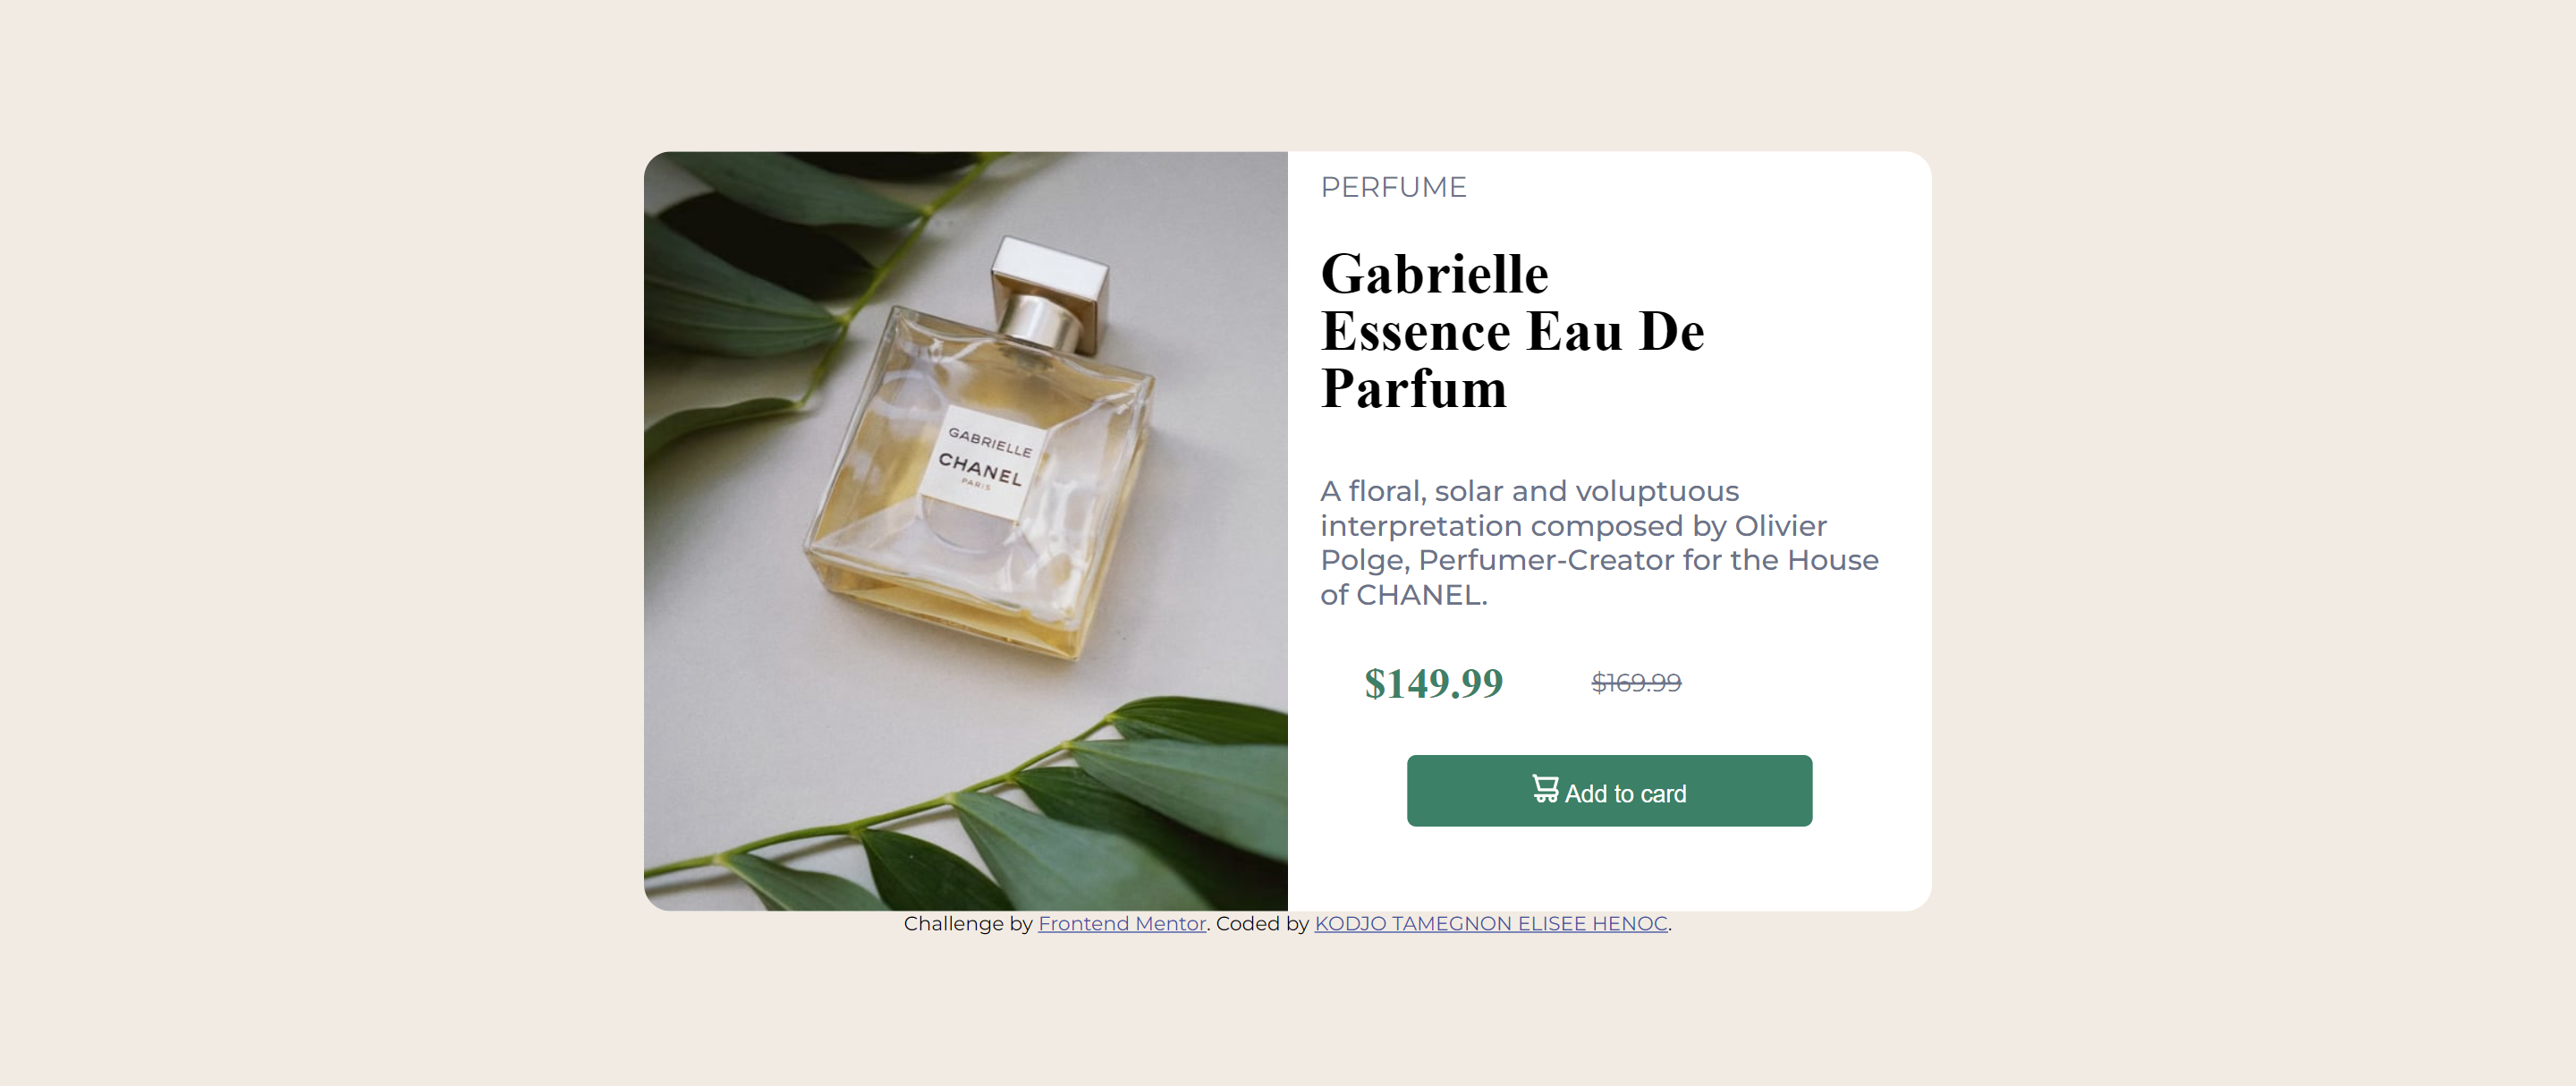 GABRIELLE
CHANEL
PARIS
PERFUME
Gabrielle
Essence Eau De
Parfum
A floral, solar and voluptuous
interpretation composed by Olivier
Polge, Perfumer-Creator for the House
of CHANEL.
$149.99 $169.99
Add to card
Challenge by Frontend Mentor. Coded by KODJO TAMEGNON ELISEE HENOC.